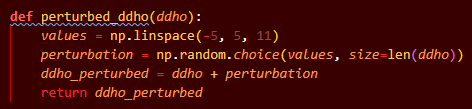 def perturbed_ddho(ddho):
    values = np.linspace(-5, 5, 11)
    perturbation = np.random.choice(values, size=len(ddho))
    ddho_perturbed = ddho + perturbation
    return ddho_perturbed